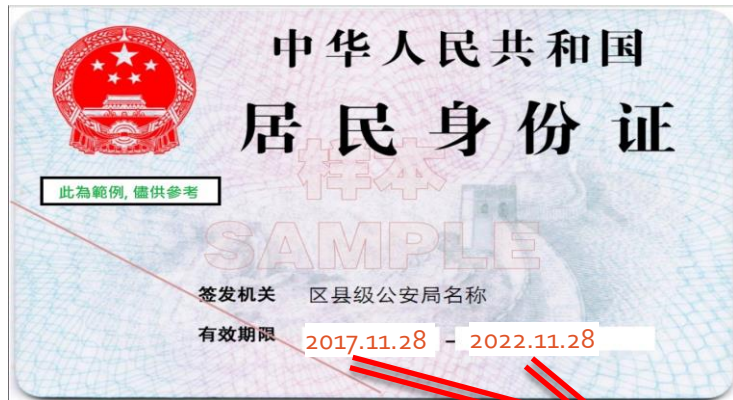 中华人民共和国
居民身份证
样本
此為範例, 僅供參考
SAMPLE
签发机关 区县级公安局名称
有效期限 2017.11.28 - 2022.11.28